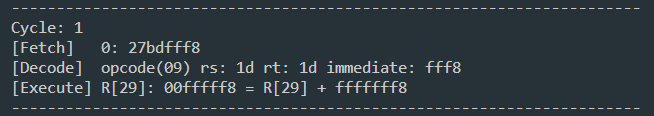 ------------------------------------------------------------------------
Cycle: 1
[Fetch]   0: 27bdfff8
[Decode]  opcode(09) rs: 1d rt: 1d immediate: fff8
[Execute] R[29]: 00fffff8 = R[29] + fffffff8
------------------------------------------------------------------------